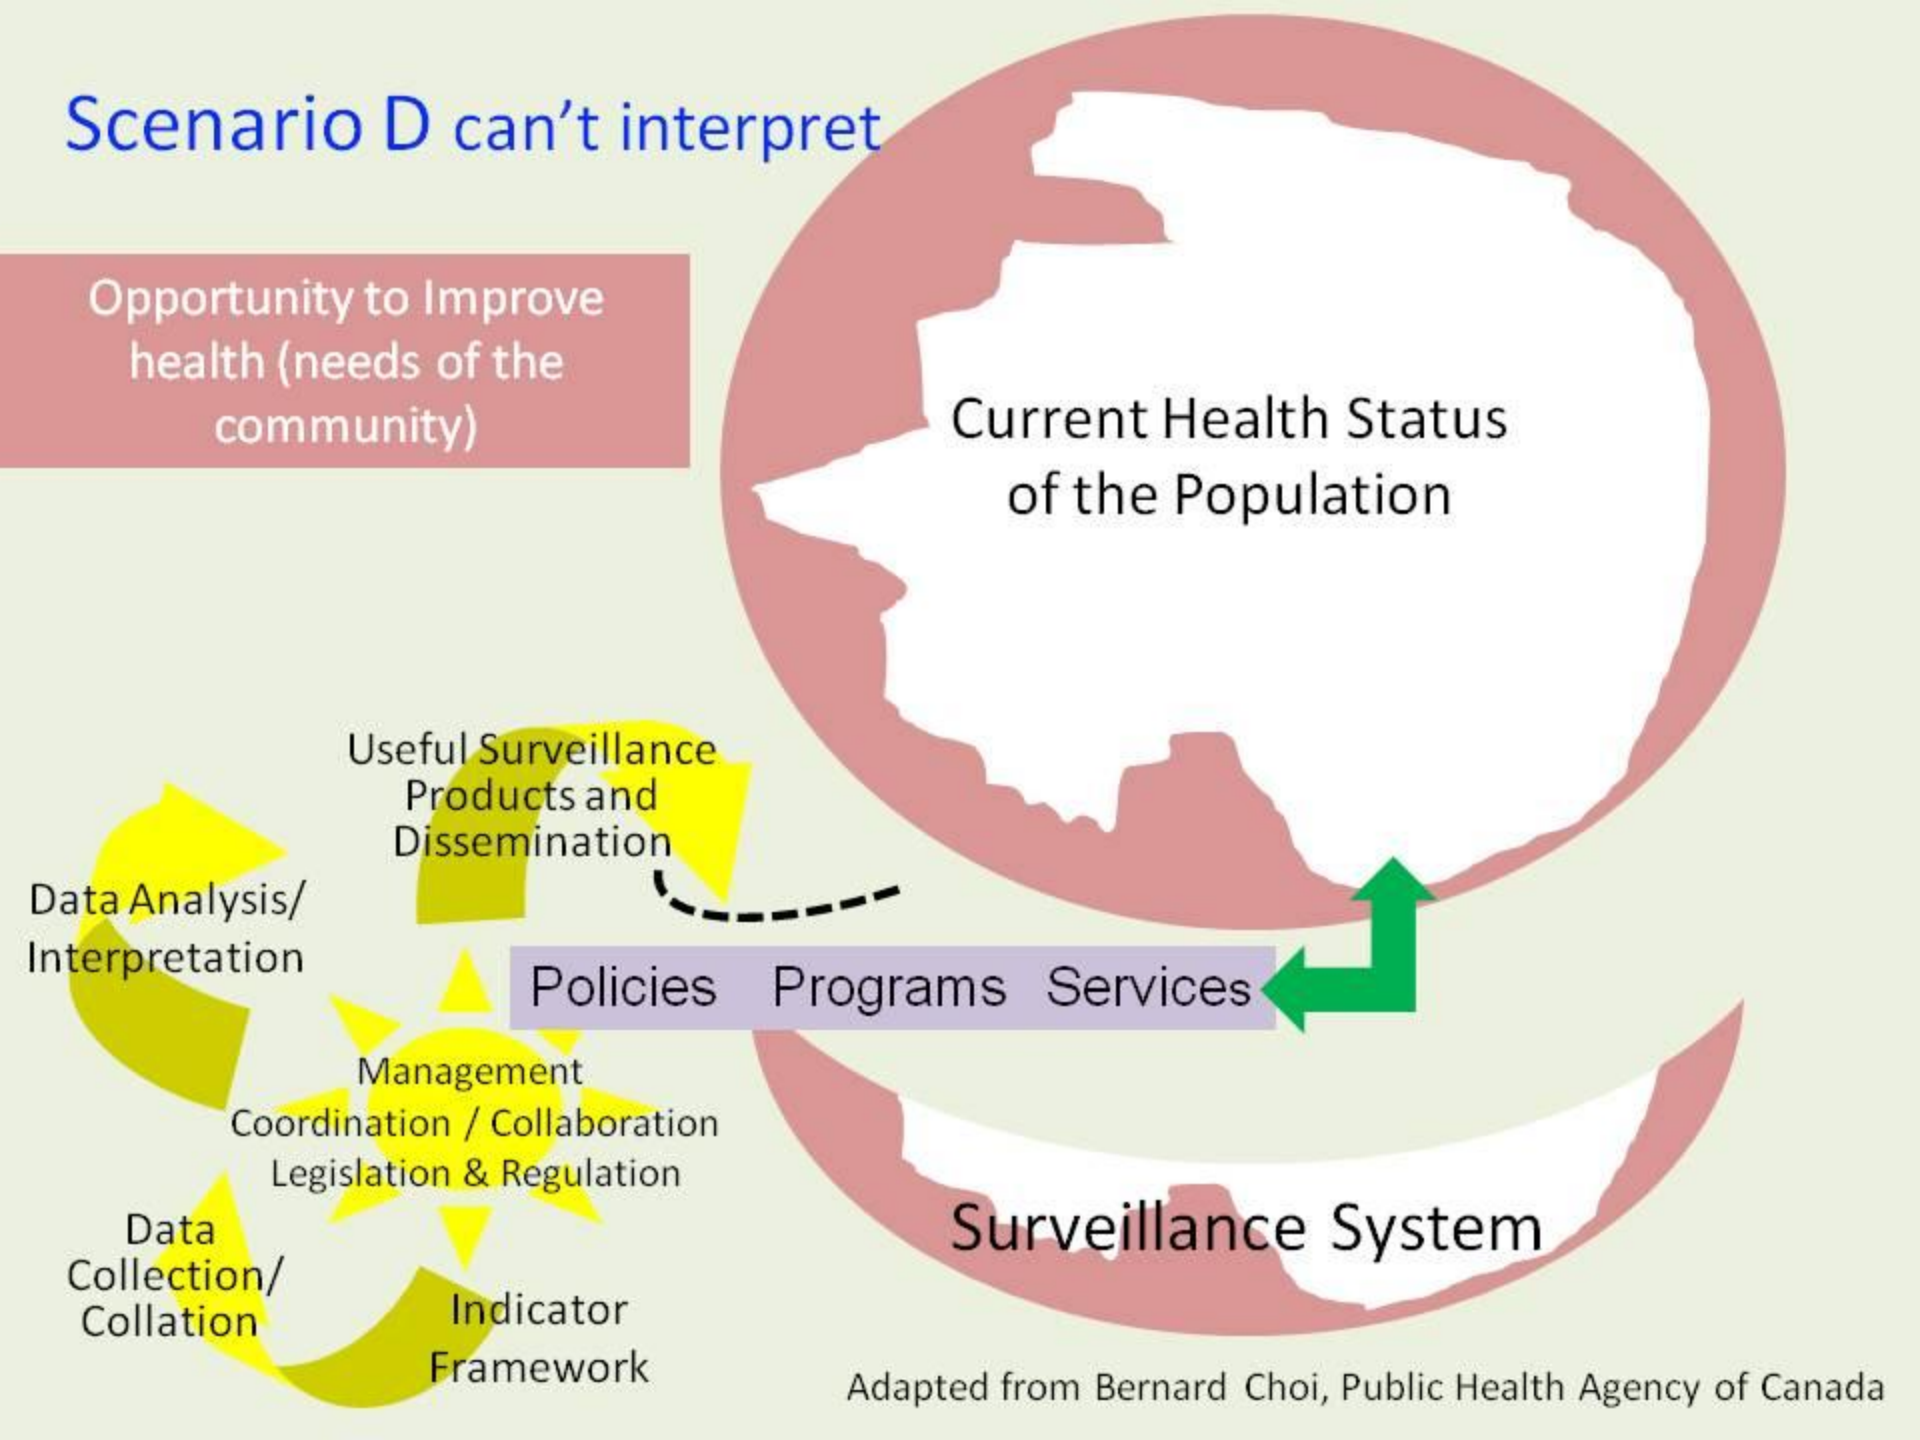 Scenario D can't interpret
Opportunity to Improve
health (needs of the
community)
Current Health Status
of the Population
Useful Surveillance
Products and
Dissemination
Data Analysis/
Interpretation
Policies Programs Services
Management
Coordination / Collaboration
Legislation & Regulation
Data
Collection/
Collation
Indicator
Framework
Surveillance System
Adapted from Bernard Choi, Public Health Agency of Canada